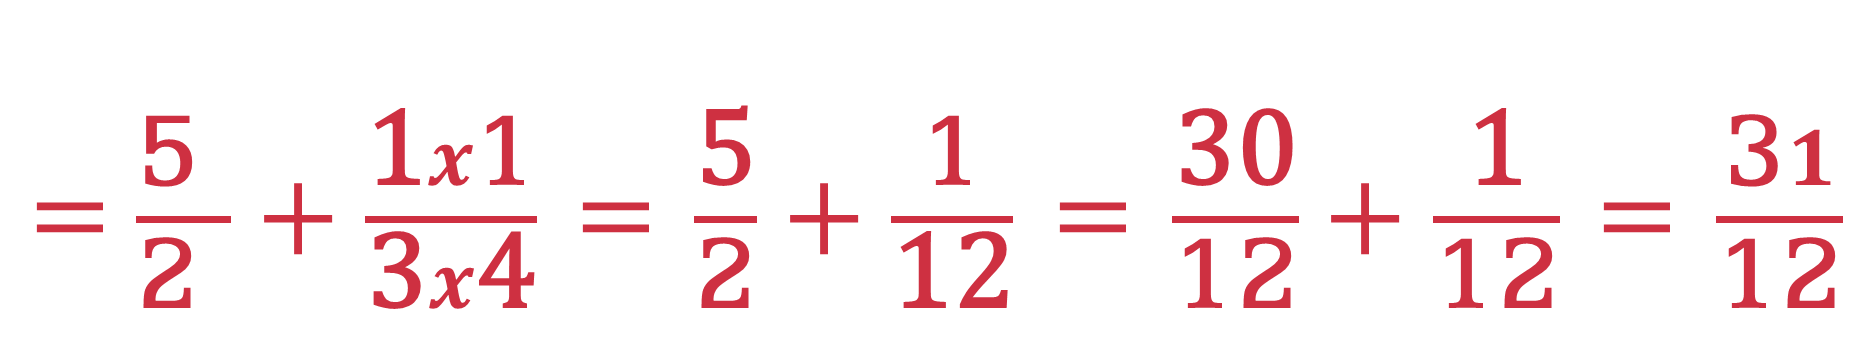 = 5/2 + 1x1/3x4 = 5/2 + 1/12 = 30/12 + 1/12 = 31/12